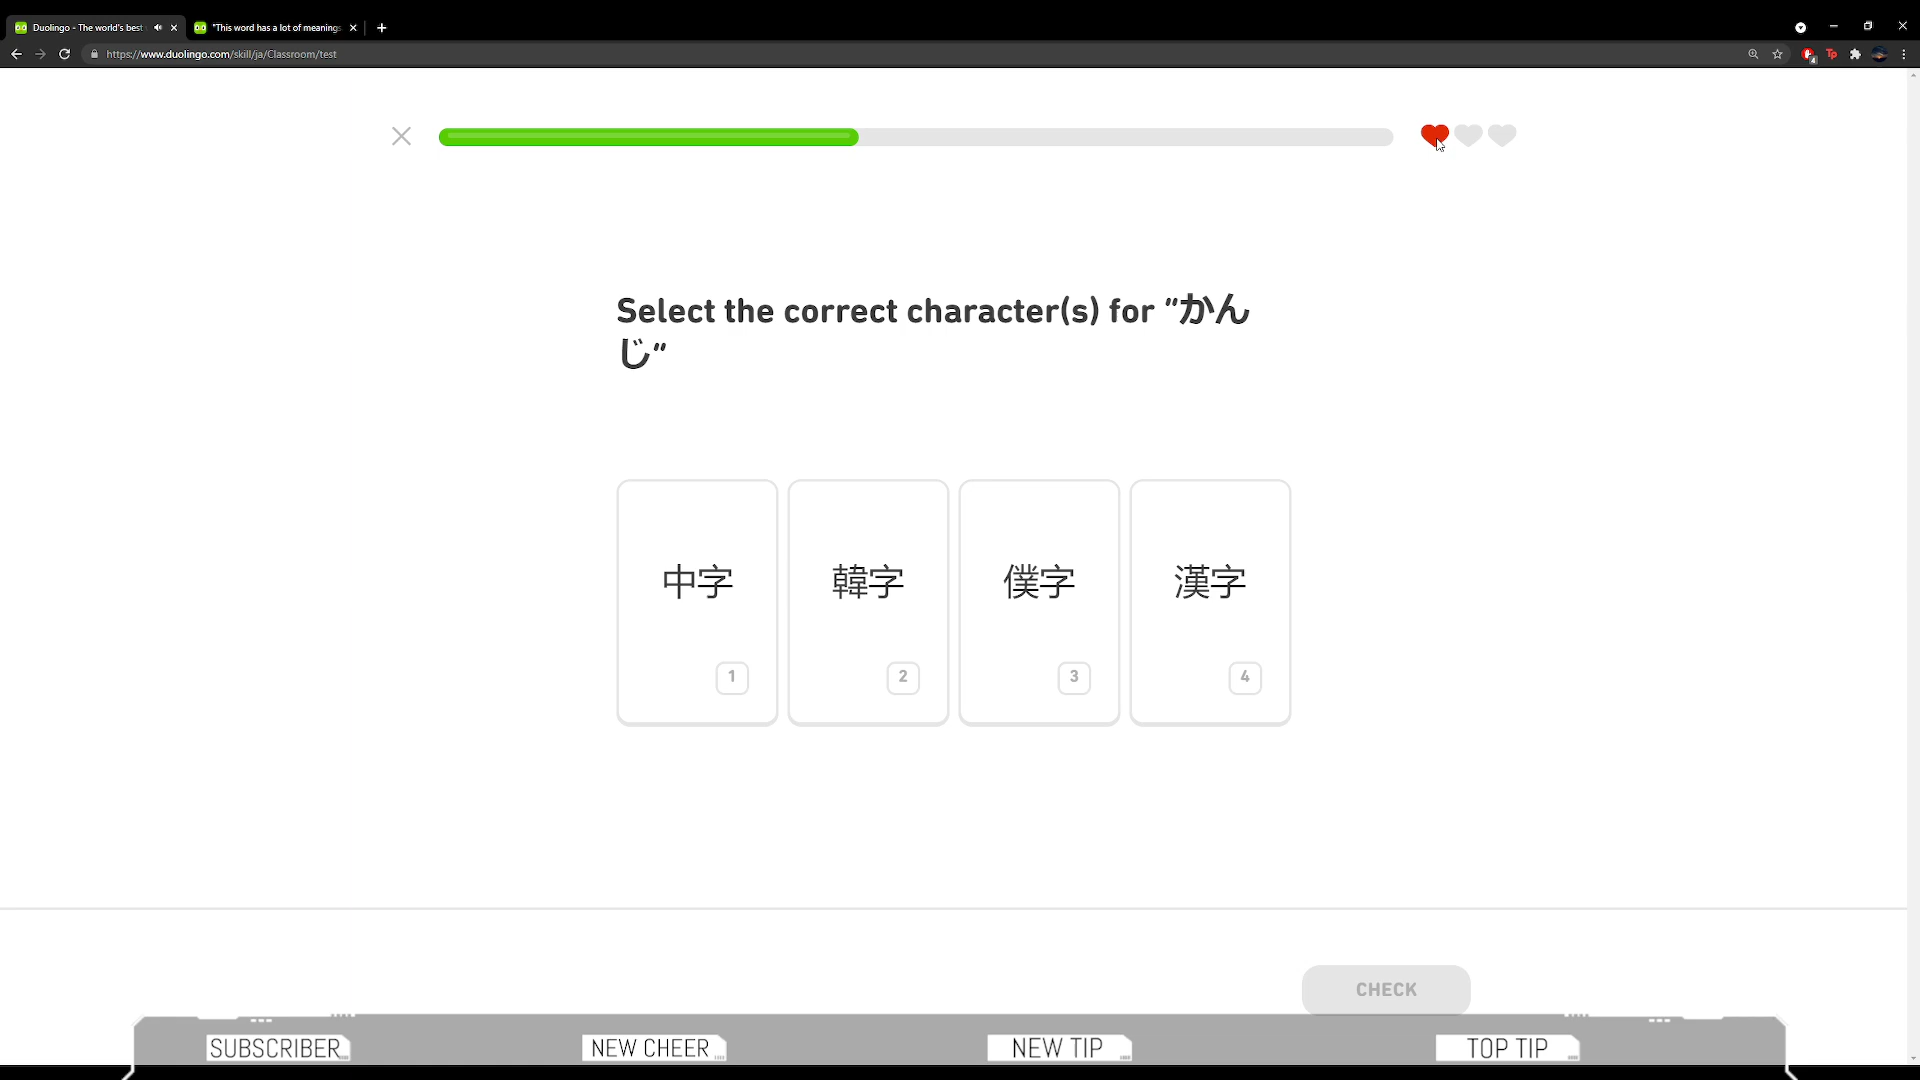 Duolingo - The world's best
"This word has a lot of meanings
https://www.duolingo.com/skill/ja/Classroom/test
4
Tp
Select the correct character(s) for "かん
じ"
中字
韓字
僕字
漢字
1
2
3
4
CHECK
SUBSCRIBER
NEW CHEER
NEW TIP
TOP TIP